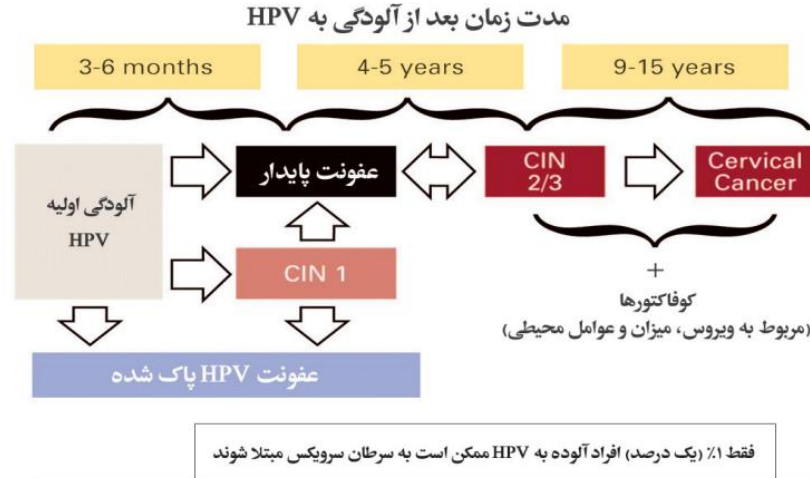 مدت زمان بعد از آلودگی به HPV
3-6 months
4-5 years
9-15 years
آلودگی اولیه
HPV
عفونت پایدار
CIN
2/3
Cervical
Cancer
CIN 1
+
کوفاکتورها
(مربوط به ویروس، میزان و عوامل محیطی)
عفونت HPV پاک شده
فقط ۱٪ (یک درصد) افراد آلوده به HPV ممکن است به سرطان سرویکس مبتلا شوند